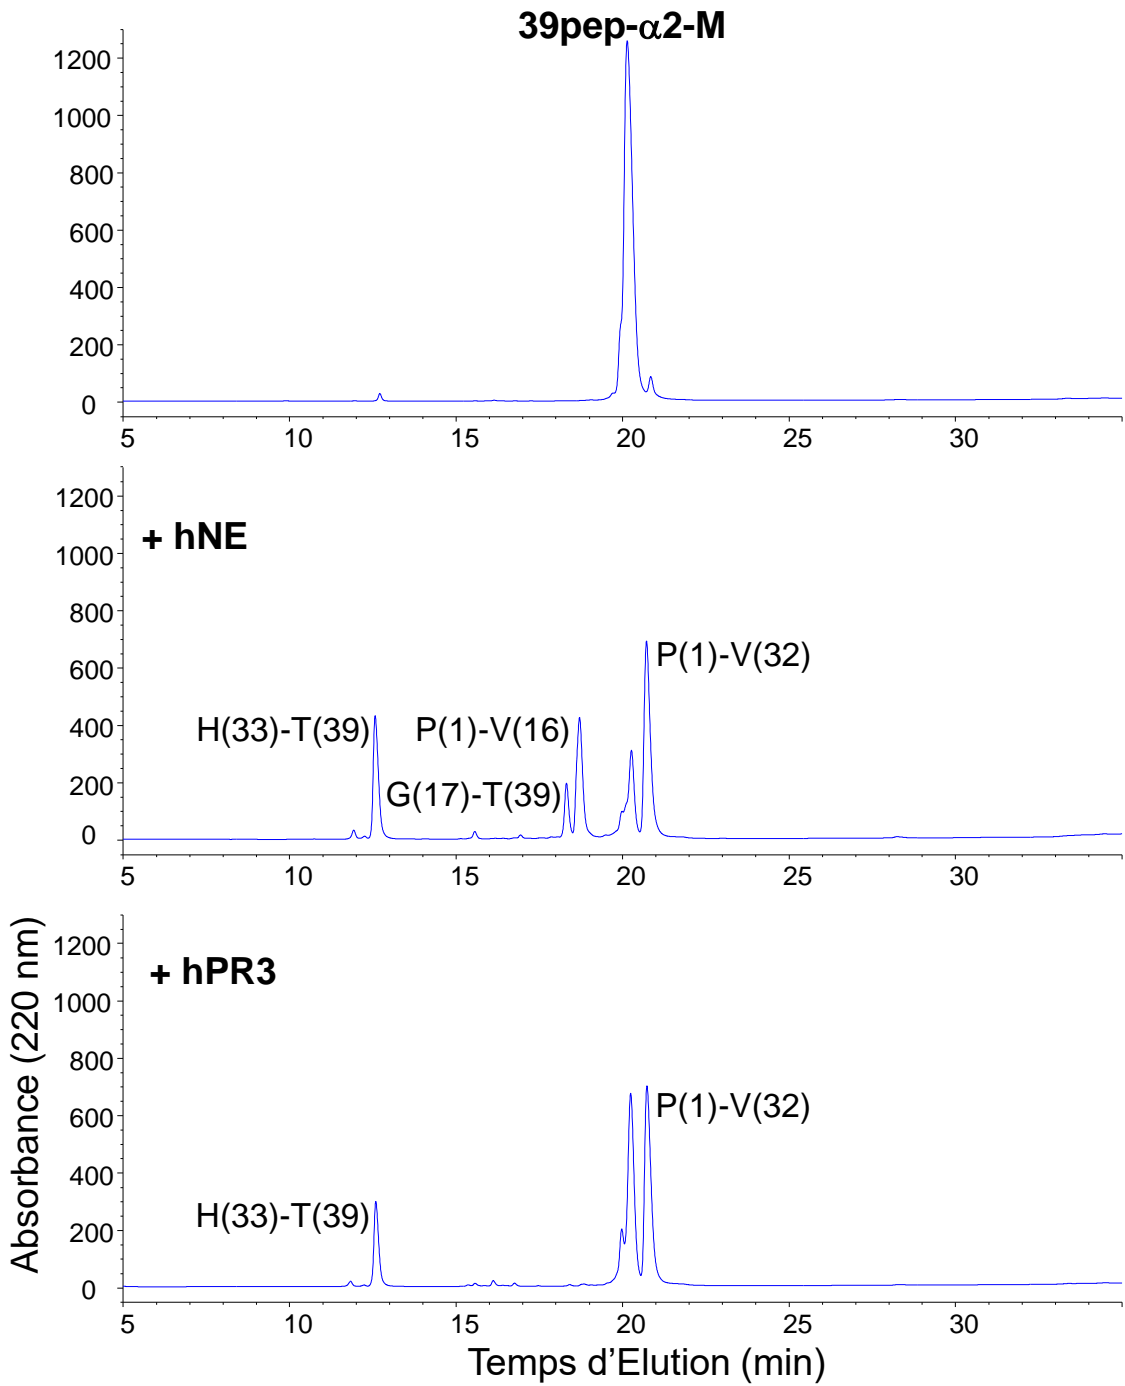 39pep-α2-M
1200
1000
800
600
400
200
0
5 10 15 20 25 30
+ hNE
1200
1000
800
600
400
200
0
P(1)-V(32)
H(33)-T(39)
P(1)-V(16)
G(17)-T(39)
5 10 15 20 25 30
+ hPR3
1200
1000
800
600
400
200
0
P(1)-V(32)
H(33)-T(39)
5 10 15 20 25 30
Absorbance (220 nm)
Temps d'Elution (min)